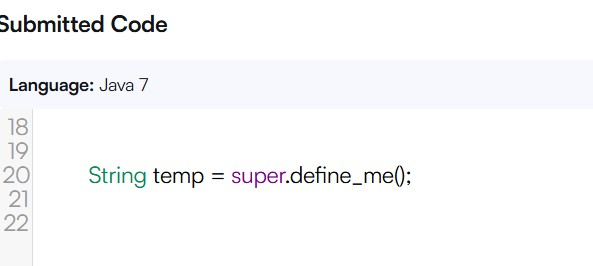 Submitted Code
Language: Java 7
18
19
20 String temp = super.define_me();
21
22